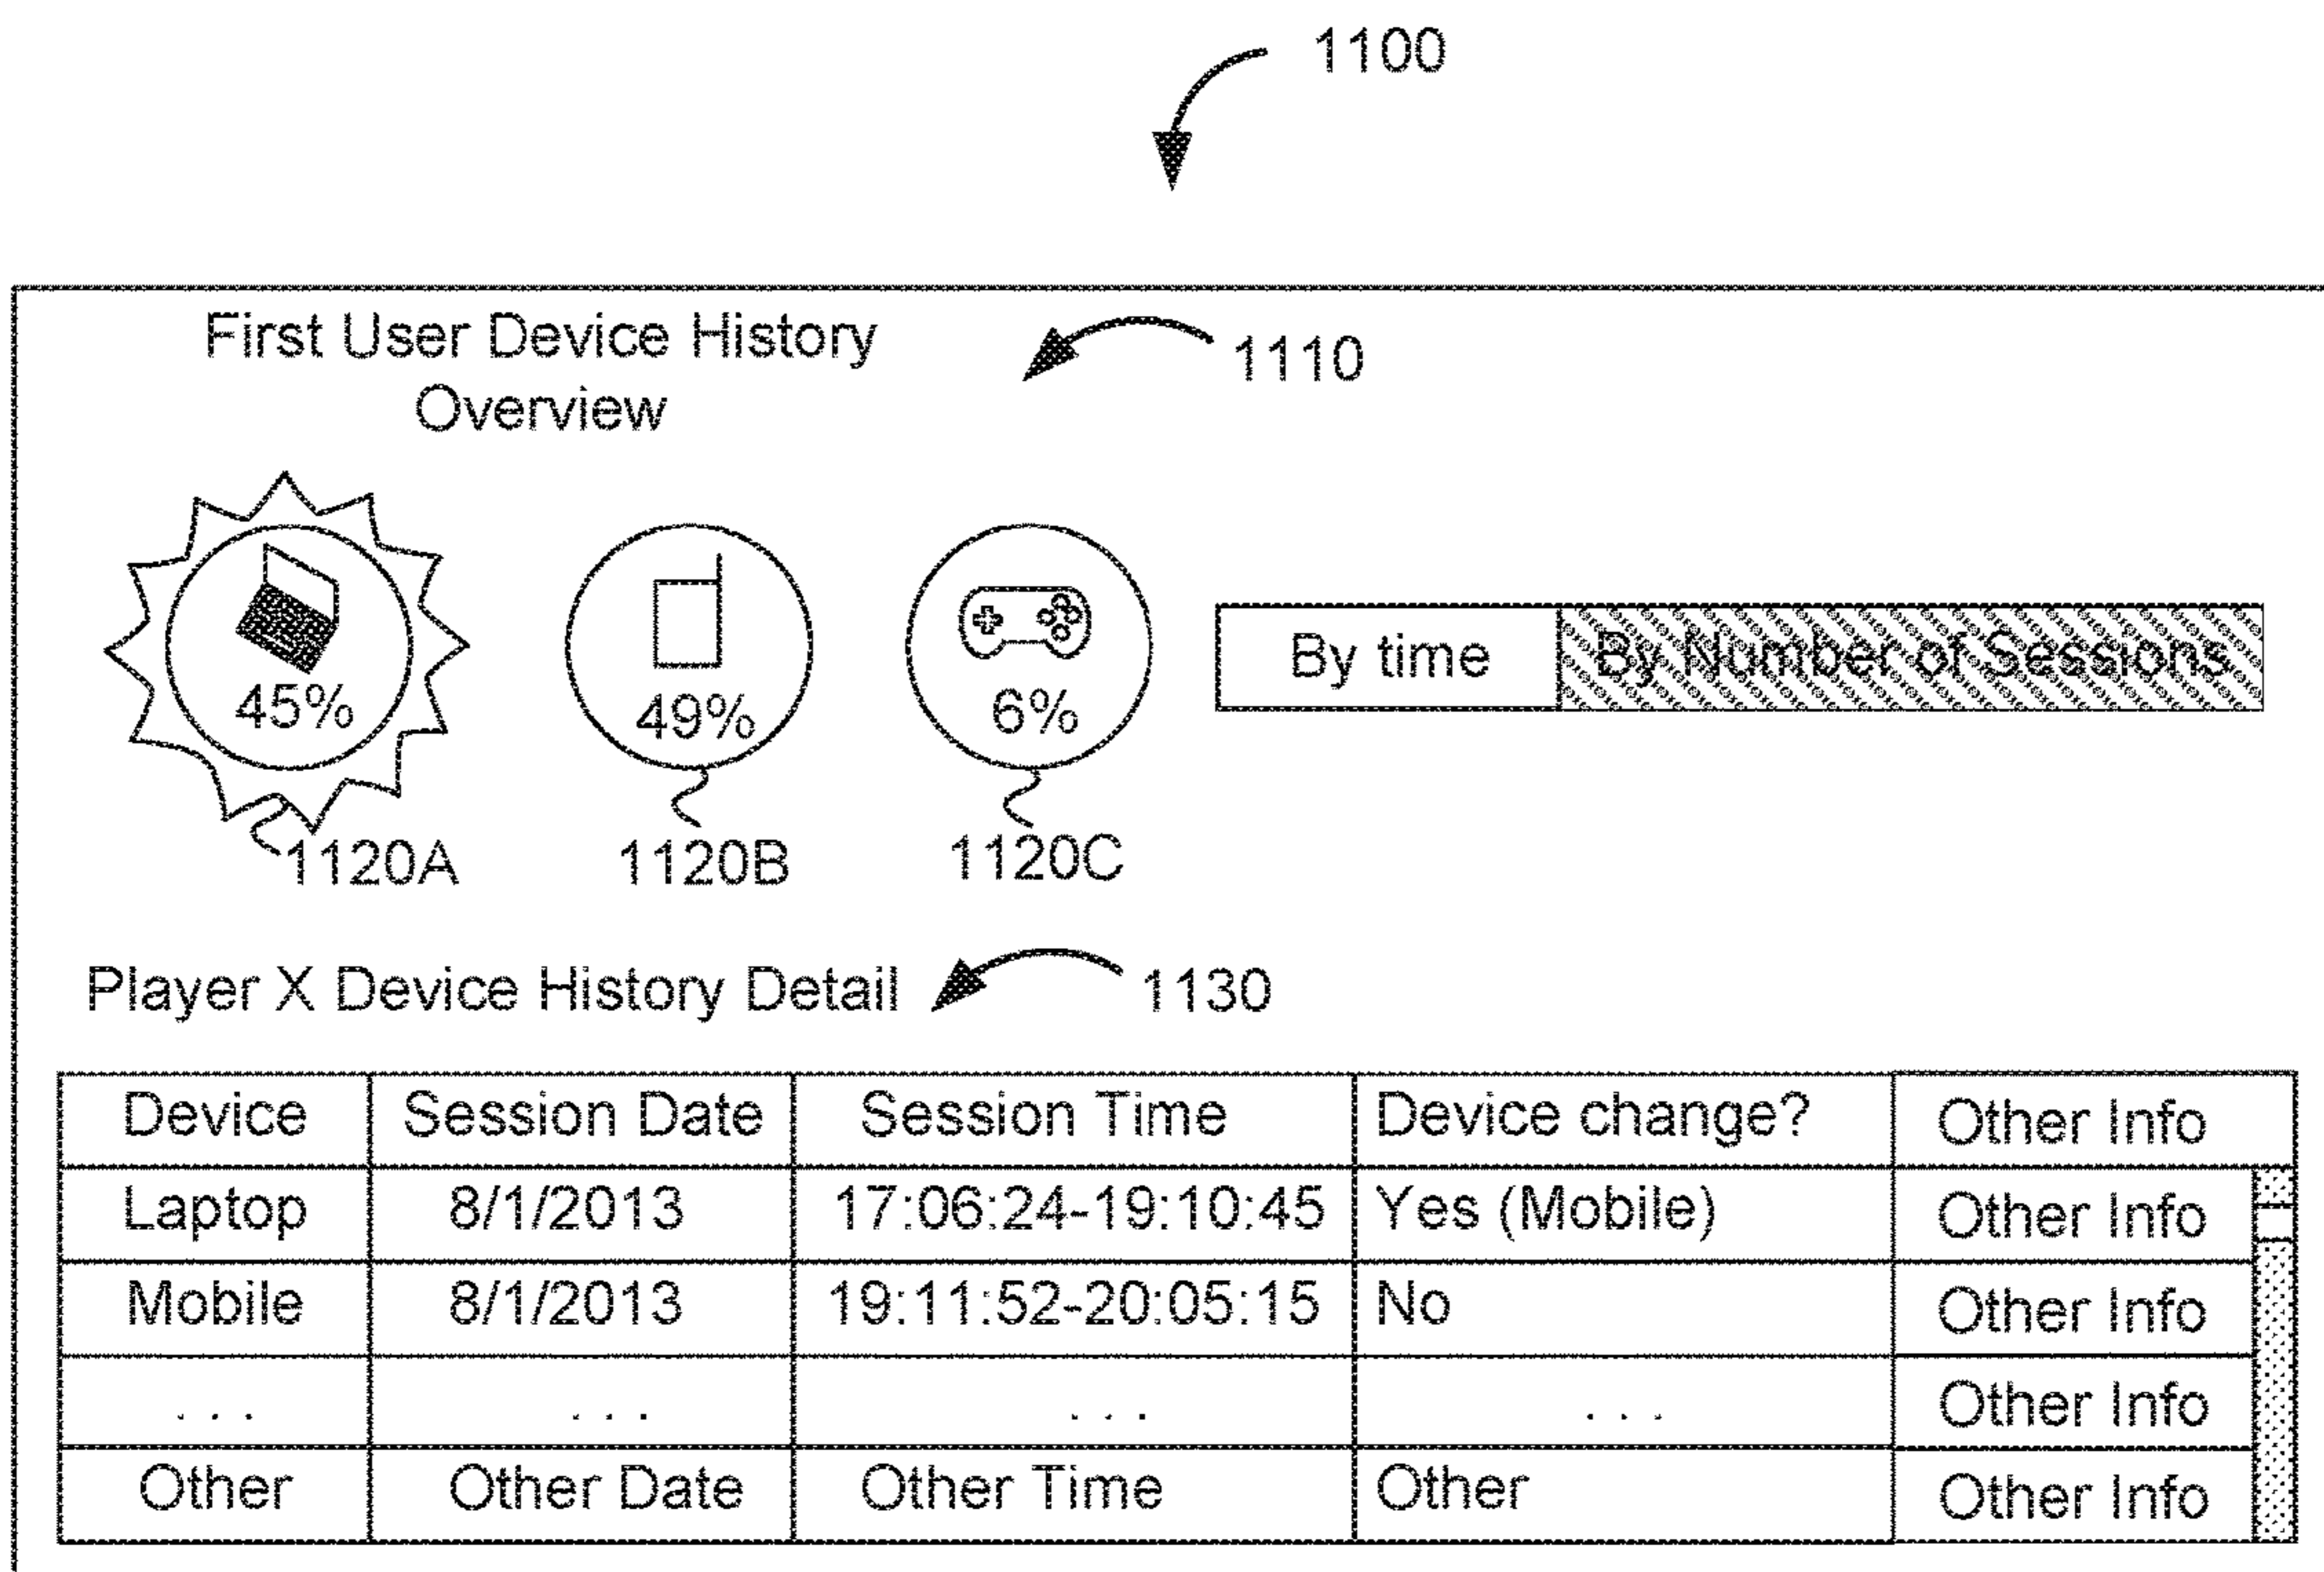 1100
First User Device History
Overview
1110
45%
49%
6%
By time
By Number of Sessions
1120A
1120B
1120C
Player X Device History Detail
1130
Device Session Date Session Time Device change? Other Info
Laptop 8/1/2013 17:06:24-19:10:45 Yes (Mobile) Other Info
Mobile 8/1/2013 19:11:52-20:05:15 No Other Info
... ... ... ... Other Info
Other Other Date Other Time Other Other Info